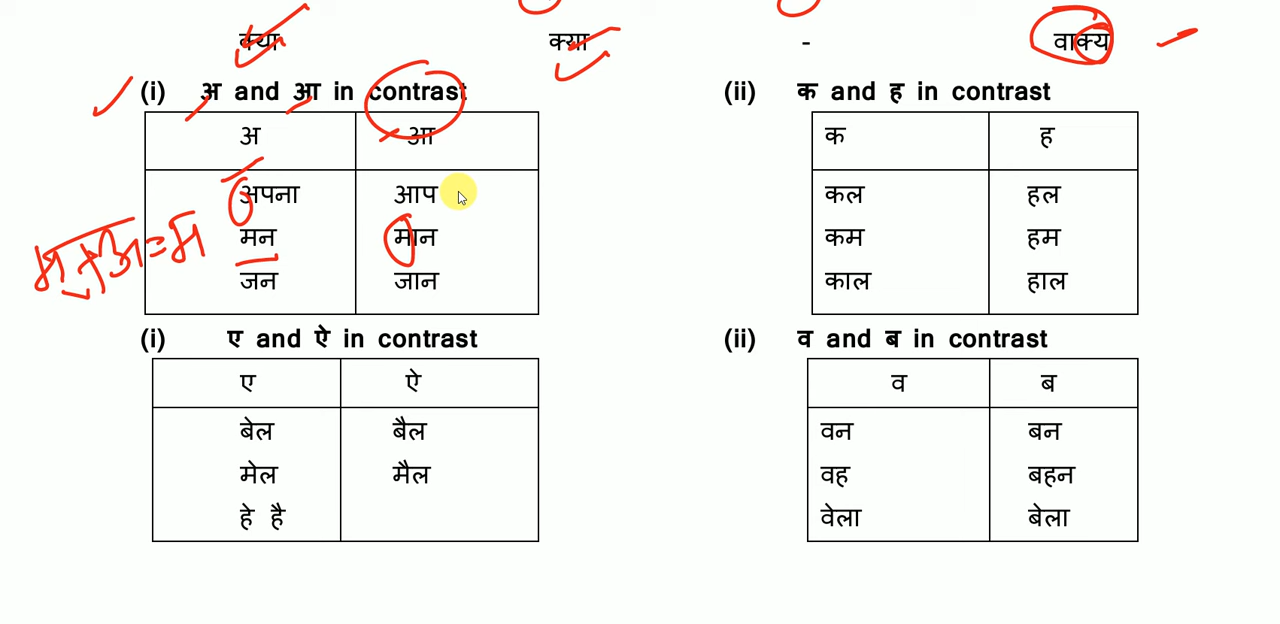 क्या क्या - वाक्य
(i) अ and आ in contrast
अ आ
अपना आप
मन मान
जन जान
म्+अ=म
(ii) क and ह in contrast
क ह
कल हल
कम हम
काल हाल
(i) ए and ऐ in contrast
ए ऐ
बेल बैल
मेल मैल
हे है
(ii) व and ब in contrast
व ब
वन बन
वह बहन
वेला बेला